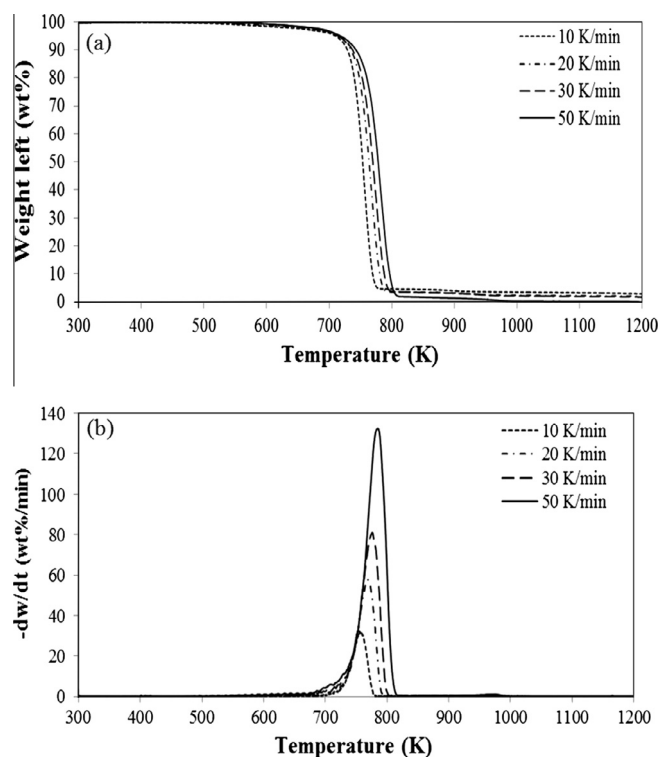 (a)
Weight left (wt%)
100
90
80
70
60
50
40
30
20
10
0
10 K/min
20 K/min
30 K/min
50 K/min
300 400 500 600 700 800 900 1000 1100 1200
Temperature (K)
(b)
-dw/dt (wt%/min)
140
120
100
80
60
40
20
0
10 K/min
20 K/min
30 K/min
50 K/min
300 400 500 600 700 800 900 1000 1100 1200
Temperature (K)